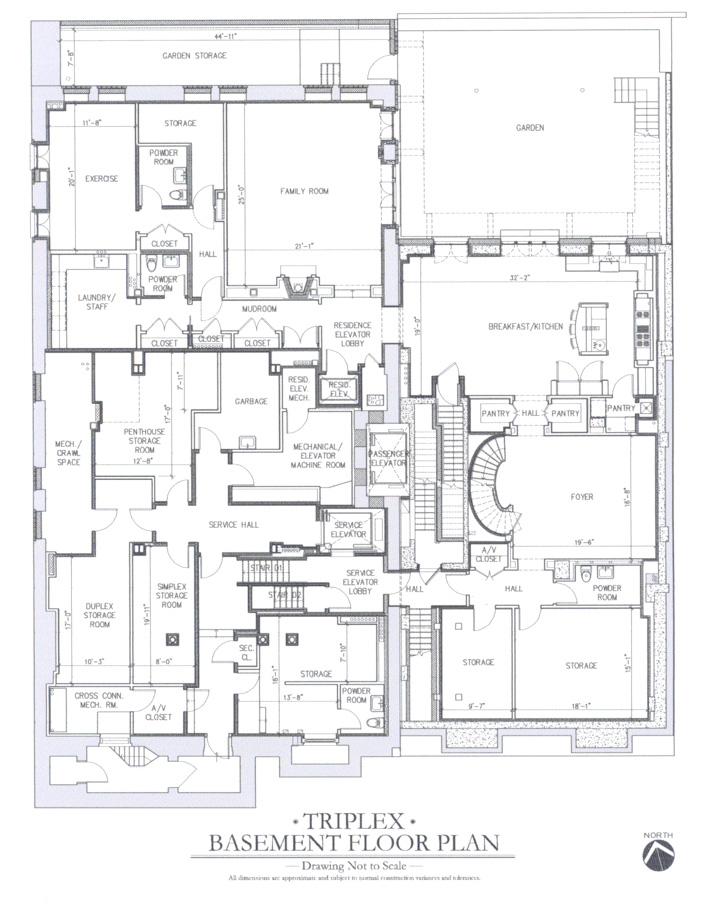 44'-11"
7'-8"
GARDEN STORAGE
11'-8"
STORAGE
POWDER
ROOM
20'-1"
EXERCISE
25'-0"
FAMILY ROOM
GARDEN
CLOSET
HALL
21'-1"
POWDER
ROOM
LAUNDRY/
STAFF
MUDROOM
32'-2"
19'-0"
BREAKFAST/KITCHEN
RESIDENCE
ELEVATOR
LOBBY
CLOSET
CLOSET
CLOSET
7'-11"
17'-0"
GARBAGE
RESID.
ELEV.
MECH.
RESID.
ELEV.
PANTRY
HALL
PANTRY
PANTRY
PENTHOUSE
STORAGE
ROOM
12'-8"
MECH./
CRAWL
SPACE
MECHANICAL/
ELEVATOR
MACHINE ROOM
PASSENGER
ELEVATOR
FOYER
16'-8"
19'-6"
SERVICE HALL
SERVICE
ELEVATOR
A/V
CLOSET
STAIR D1
STAIR D2
SERVICE
ELEVATOR
LOBBY
HALL
HALL
POWDER
ROOM
17'-0"
DUPLEX
STORAGE
ROOM
10'-3"
19'-11"
SIMPLEX
STORAGE
ROOM
8'-0"
SEC.
CL.
16'-1"
7'-10"
STORAGE
13'-8"
POWDER
ROOM
STORAGE
9'-7"
STORAGE
15'-1"
18'-1"
CROSS CONN.
MECH. RM.
A/V
CLOSET
• TRIPLEX •
BASEMENT FLOOR PLAN
— Drawing Not to Scale —
All dimensions are approximate and subject to normal construction variances and tolerances.
NORTH